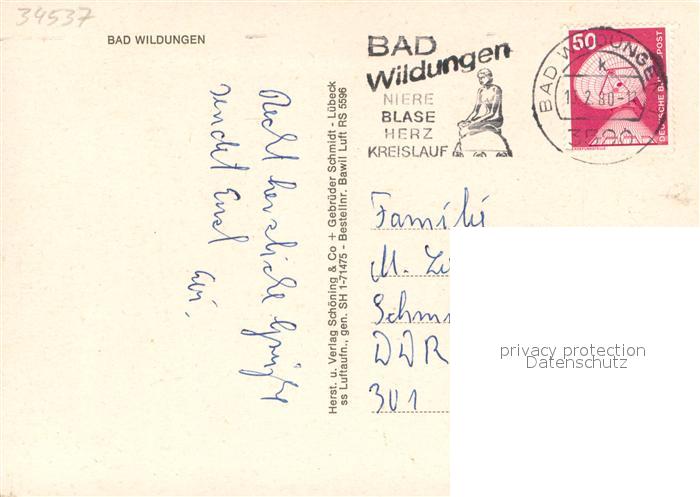 34537
BAD WILDUNGEN
Recht herzliche Grüße
sendet Euch
Herst. u. Verlag Schöning & Co + Gebrüder Schmidt - Lübeck
ss Luftaufn., gen. SH 1-71475 - Bestellnr. Bawil Luft RS 5596
BAD
Wildungen
NIERE
BLASE
HERZ
KREISLAUF
BAD WILDUNGEN
k
80
50
DEUTSCHE BUNDESPOST
Familie
M.
Schm
DDR
301
privacy protection
Datenschutz